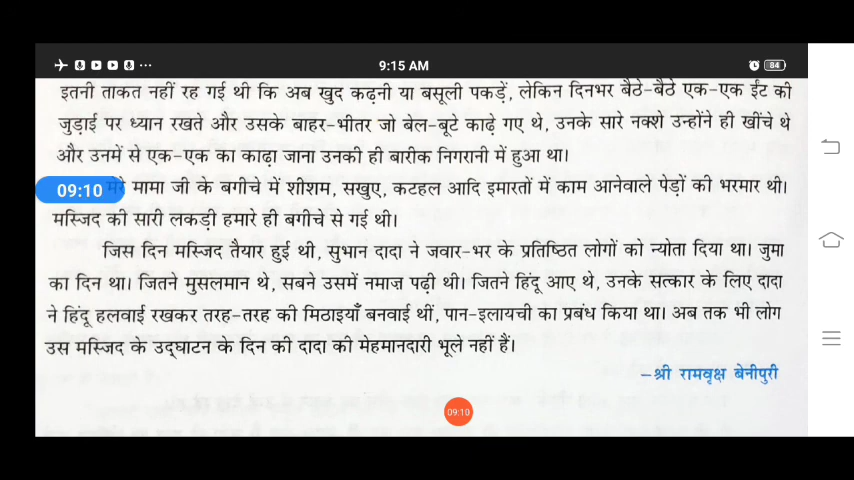 9:15 AM
84
इतनी ताकत नहीं रह गई थी कि अब खुद कढ़नी या बसूली पकड़ें, लेकिन दिनभर बैठे-बैठे एक-एक ईंट की
जुड़ाई पर ध्यान रखते और उसके बाहर-भीतर जो बेल-बूटे काढ़े गए थे, उनके सारे नक्शे उन्होंने ही खींचे थे
और उनमें से एक-एक का काढ़ा जाना उनकी ही बारीक निगरानी में हुआ था।
09:10 मेरे मामा जी के बगीचे में शीशम, सखुए, कटहल आदि इमारतों में काम आनेवाले पेड़ों की भरमार थी।
मस्जिद की सारी लकड़ी हमारे ही बगीचे से गई थी।
जिस दिन मस्जिद तैयार हुई थी, सुभान दादा ने जवार-भर के प्रतिष्ठित लोगों को न्योता दिया था। जुमा
का दिन था। जितने मुसलमान थे, सबने उसमें नमाज पढ़ी थी। जितने हिंदू आए थे, उनके सत्कार के लिए दादा
ने हिंदू हलवाई रखकर तरह-तरह की मिठाइयाँ बनवाई थीं, पान-इलायची का प्रबंध किया था। अब तक भी लोग
उस मस्जिद के उद्घाटन के दिन की दादा की मेहमानदारी भूले नहीं हैं।
—श्री रामवृक्ष बेनीपुरी
09:10